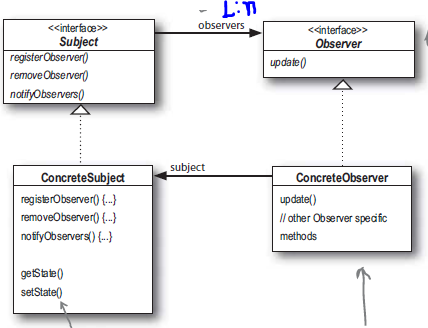 1:n
<<interface>>
Subject
observers
<<interface>>
Observer
registerObserver()
removeObserver()
notifyObservers()
update()
ConcreteSubject
subject
ConcreteObserver
registerObserver() {...}
removeObserver() {...}
notifyObservers() {...}
getState()
setState()
update()
// other Observer specific
methods